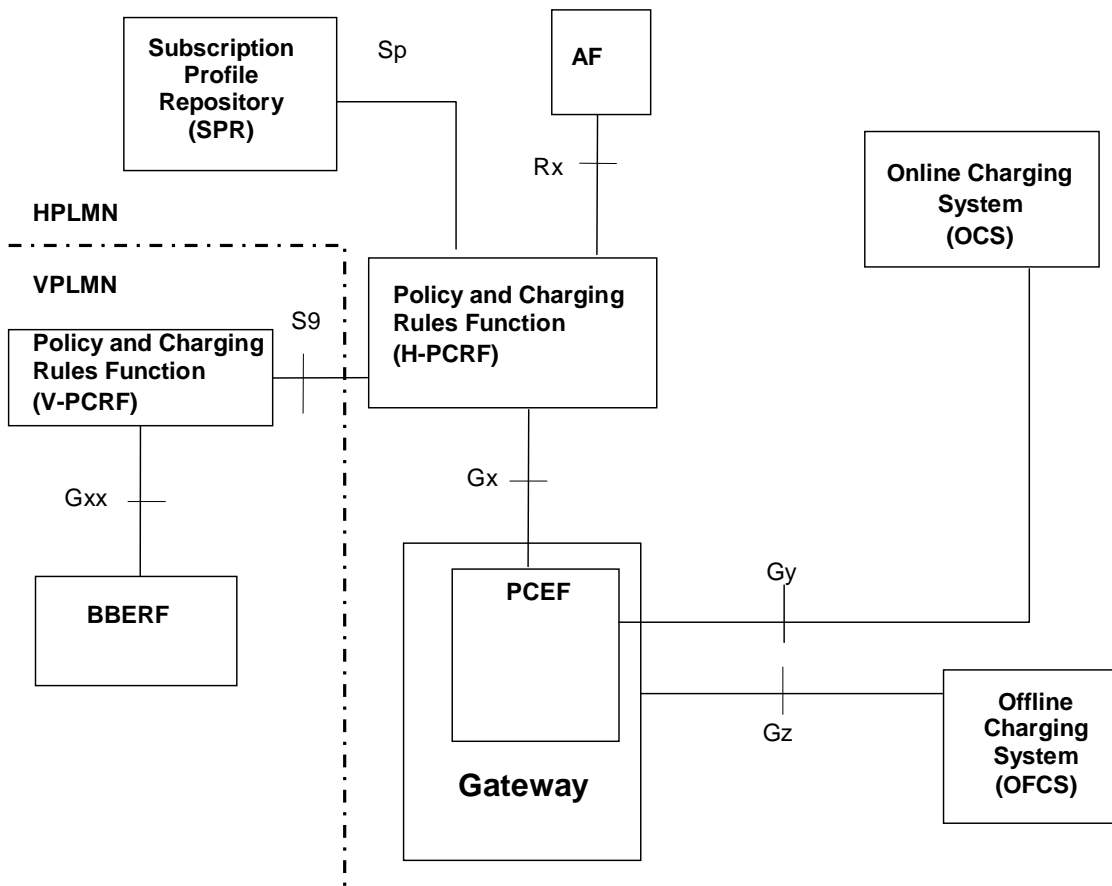 Subscription
Profile
Repository
(SPR)
Sp
AF
Rx
Online Charging
System
(OCS)
HPLMN
VPLMN
Policy and Charging
Rules Function
(H-PCRF)
S9
Policy and Charging
Rules Function
(V-PCRF)
Gx
Gxx
PCEF
Gy
BBERF
Gz
Offline
Charging
System
(OFCS)
Gateway